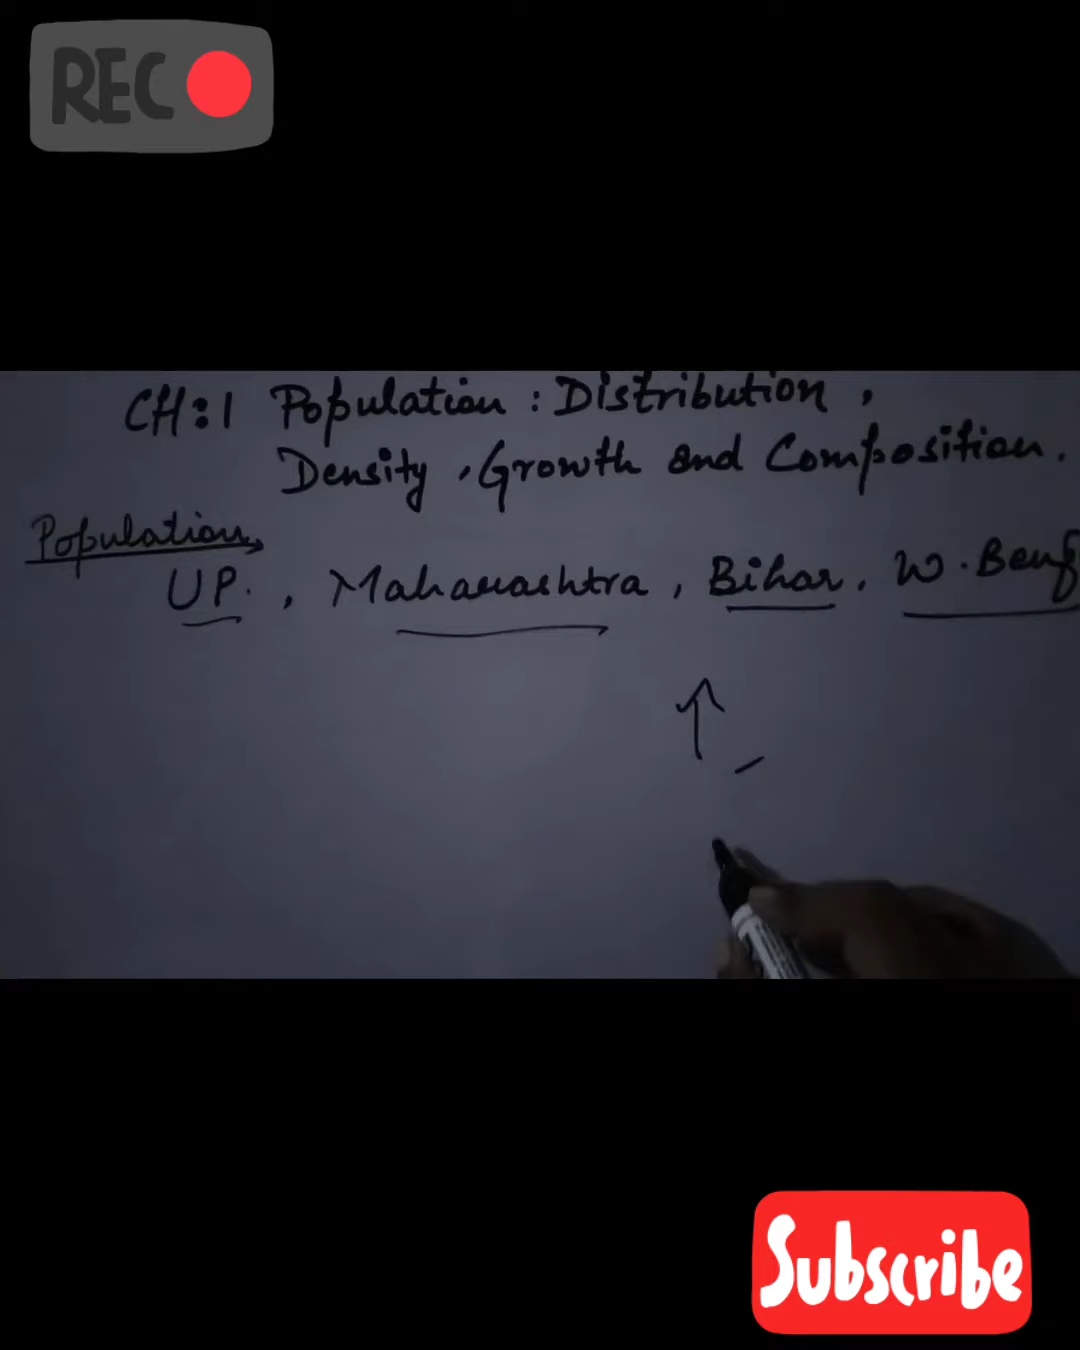 REC
CH:1 Population : Distribution,
Density, Growth and Composition.
Population
UP. , Maharashtra, Bihar, W. Beng
Subscribe